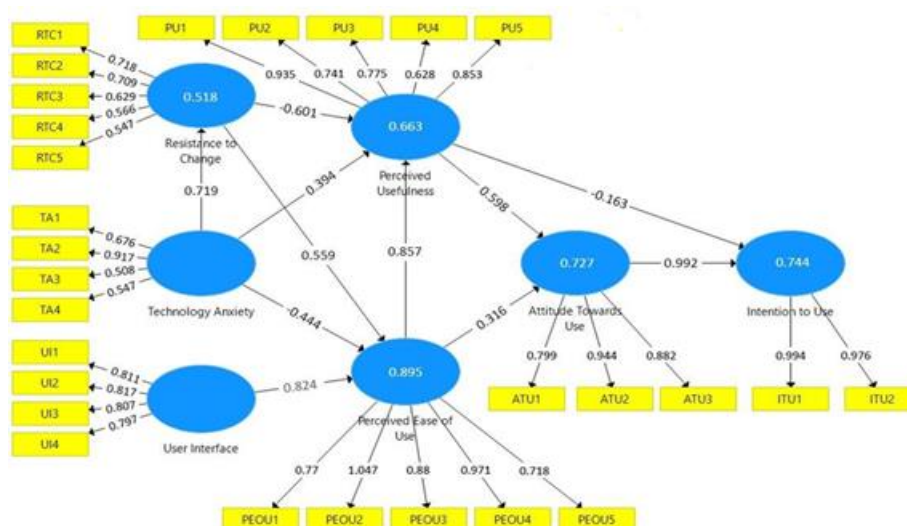 PU1
PU2
PU3
PU4
PU5
RTC1
RTC2
RTC3
RTC4
RTC5
0.718
0.709
0.629
0.566
0.547
0.935
0.741
0.775
0.628
0.853
0.518
Resistance to
Change
-0.601
0.663
Perceived
Usefulness
0.719
0.394
0.559
0.857
0.598
-0.163
TA1
TA2
TA3
TA4
0.676
0.917
0.508
0.547
Technology Anxiety
-0.444
0.727
Attitude Towards
Use
0.992
0.744
Intention to Use
0.316
UI1
UI2
UI3
UI4
0.811
0.817
0.807
0.797
User Interface
0.824
0.895
Perceived Ease of
Use
0.799
0.944
0.882
0.994
0.976
ATU1
ATU2
ATU3
ITU1
ITU2
0.77
1.047
0.88
0.971
0.718
PEOU1
PEOU2
PEOU3
PEOU4
PEOU5